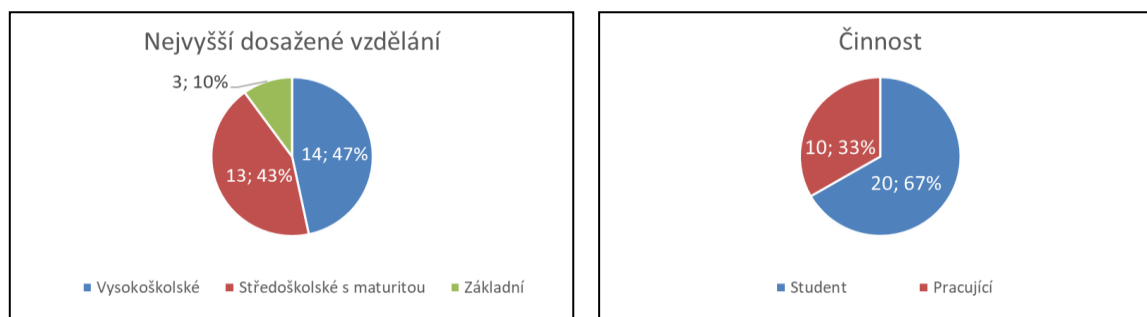 Nejvyšší dosažené vzdělání
3; 10%
14; 47%
13; 43%
Vysokoškolské Středoškolské s maturitou Základní
Činnost
10; 33%
20; 67%
Student Pracující